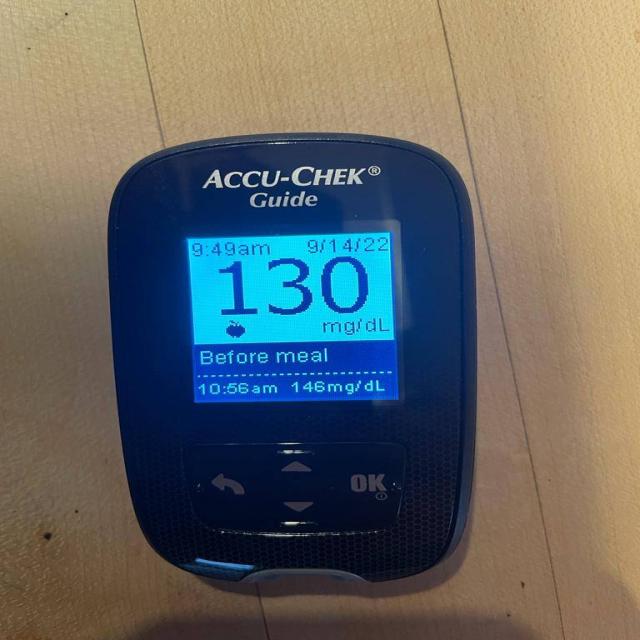 ACCU-CHEK®
Guide
9:49am 9/14/22
130
mg/dL
Before meal
10:56am 146mg/dL
OK